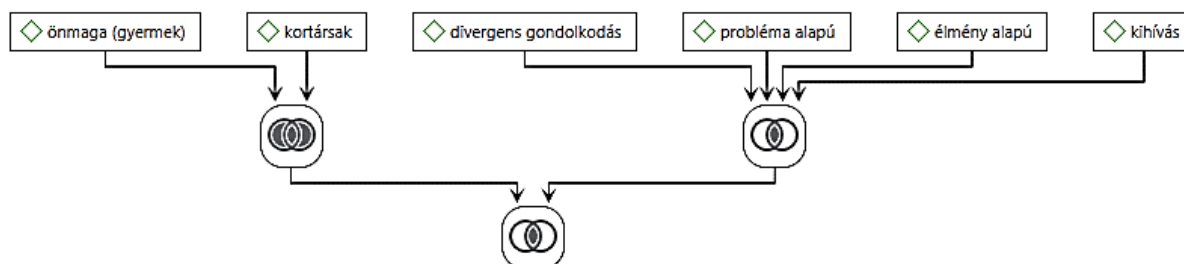 önmaga (gyermek)
kortársak
divergens gondolkodás
probléma alapú
élmény alapú
kihívás